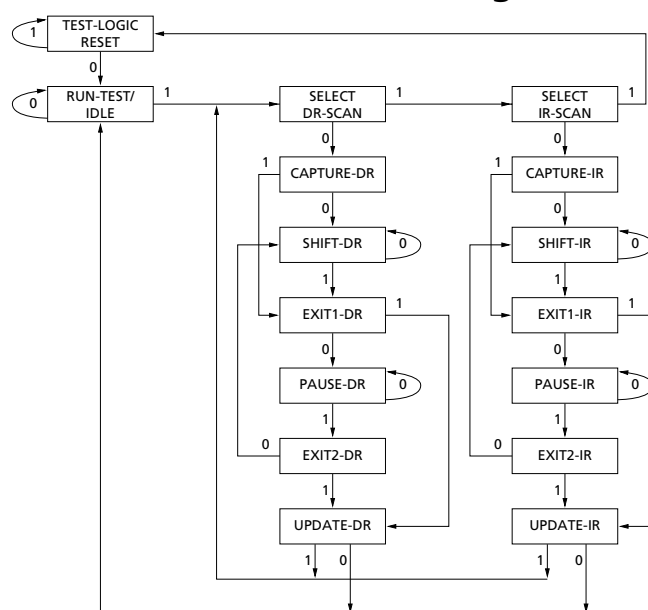 TEST-LOGIC
RESET
1
0
RUN-TEST/
IDLE
0
1
SELECT
DR-SCAN
1
SELECT
IR-SCAN
1
0
0
1
CAPTURE-DR
1
CAPTURE-IR
0
0
SHIFT-DR
0
SHIFT-IR
0
1
1
EXIT1-DR
1
EXIT1-IR
1
0
0
PAUSE-DR
0
PAUSE-IR
0
1
1
0
EXIT2-DR
0
EXIT2-IR
1
1
UPDATE-DR
UPDATE-IR
1
0
1
0